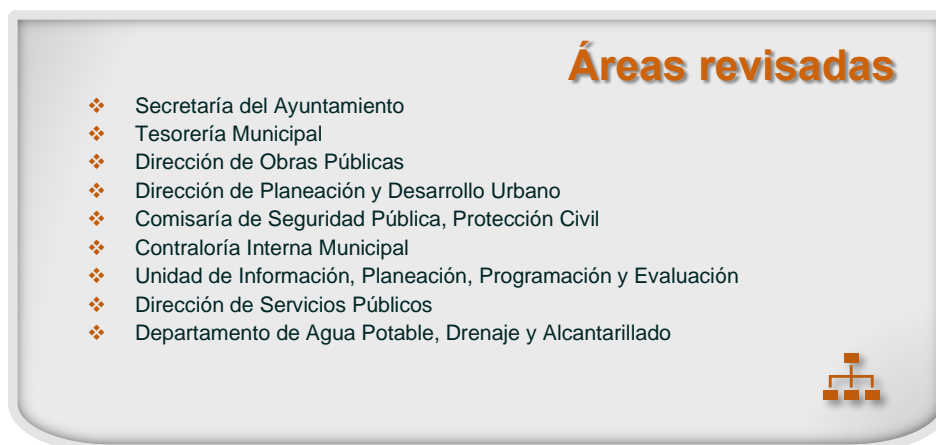 Áreas revisadas
Secretaría del Ayuntamiento
Tesorería Municipal
Dirección de Obras Públicas
Dirección de Planeación y Desarrollo Urbano
Comisaría de Seguridad Pública, Protección Civil
Contraloría Interna Municipal
Unidad de Información, Planeación, Programación y Evaluación
Dirección de Servicios Públicos
Departamento de Agua Potable, Drenaje y Alcantarillado